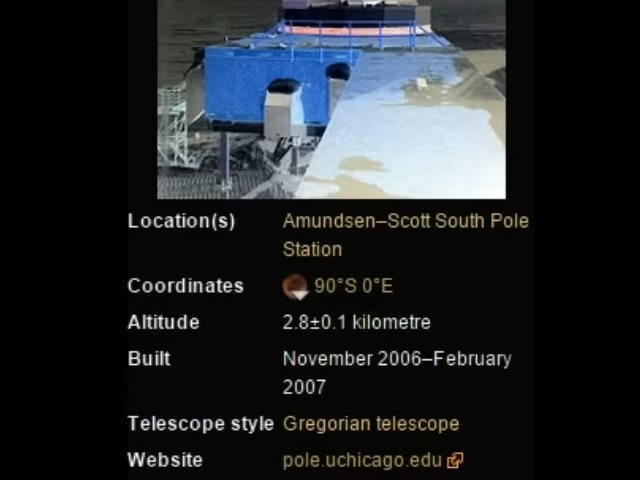 Location(s) Amundsen–Scott South Pole
Station
Coordinates 90°S 0°E
Altitude 2.8±0.1 kilometre
Built November 2006–February
2007
Telescope style Gregorian telescope
Website pole.uchicago.edu